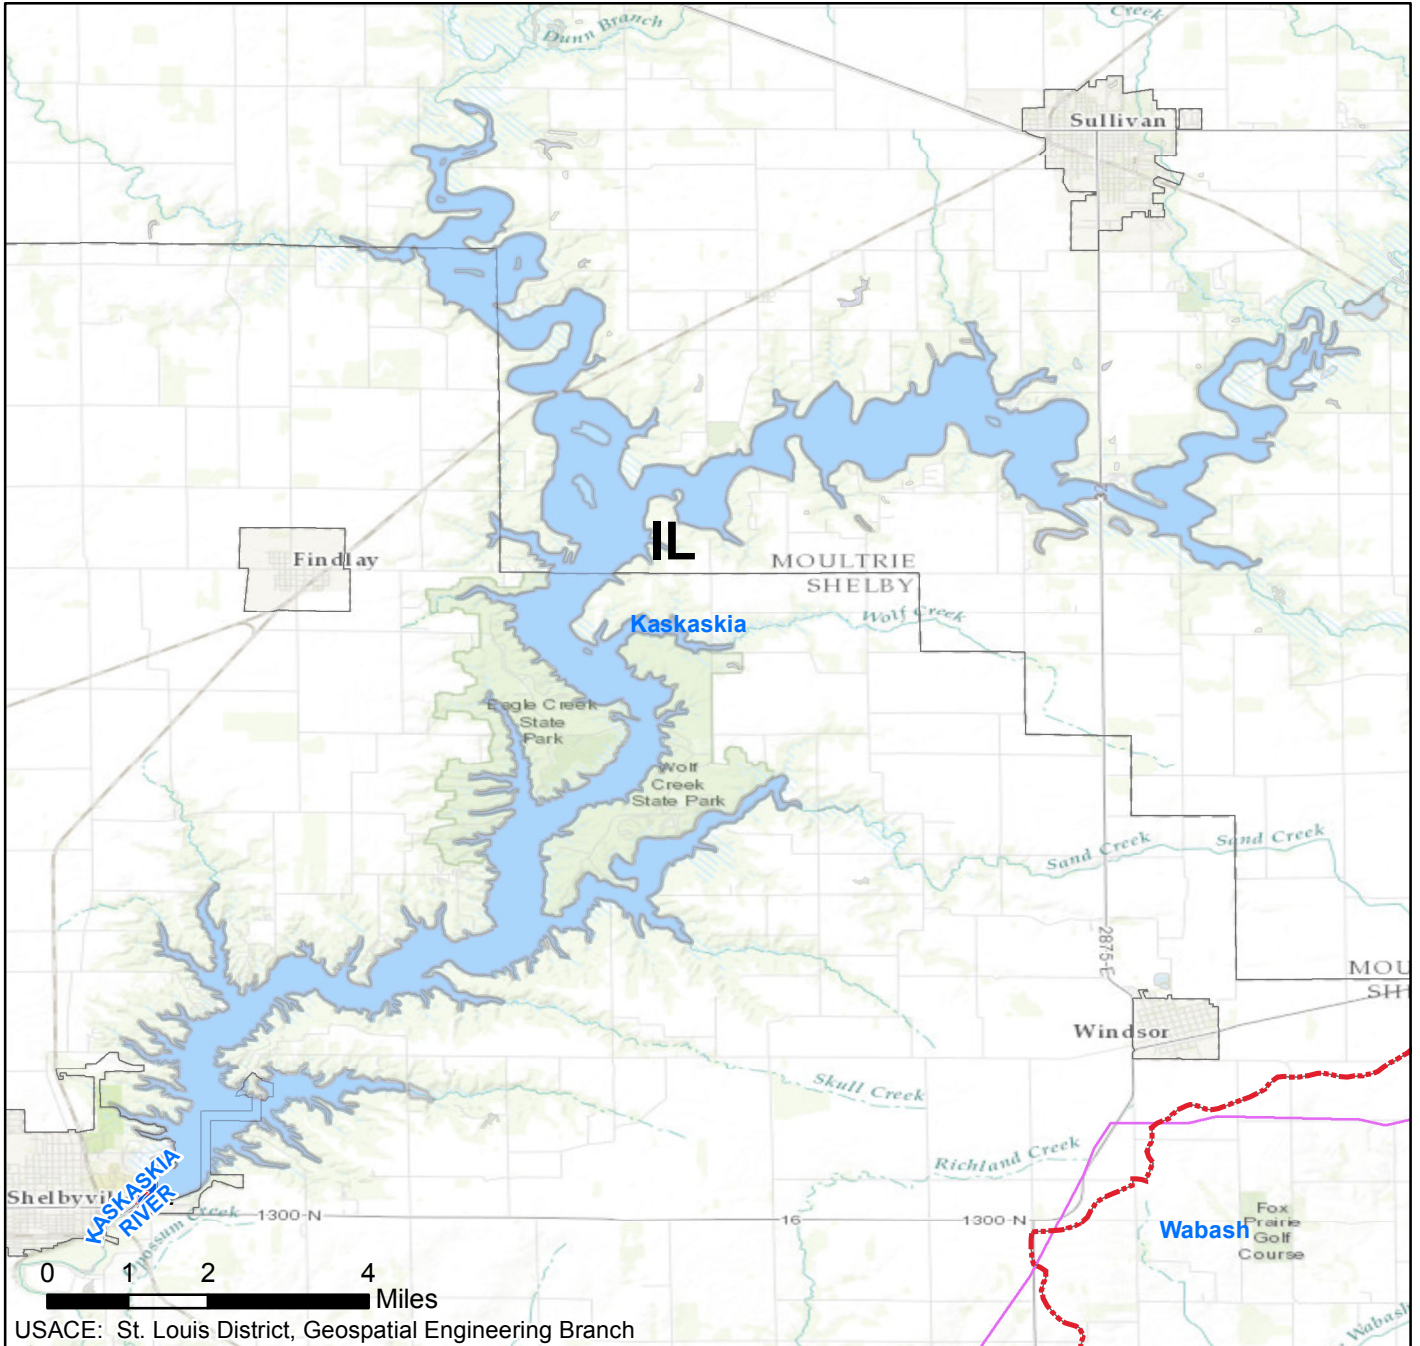 Dunn Branch
Creek
Sullivan
Findlay
IL
MOULTRIE
SHELBY
Kaskaskia
Wolf Creek
Eagle Creek
State
Park
Wolf
Creek
State Park
Sand Creek
Sand Creek
2875-E
MOU
SH
Windsor
Skull Creek
Richland Creek
KASKASKIA
RIVER
1300 N
16
1300 N
Wabash
Fox
Prairie
Golf
Course
Wabash
0 1 2 4
Miles
USACE: St. Louis District, Geospatial Engineering Branch